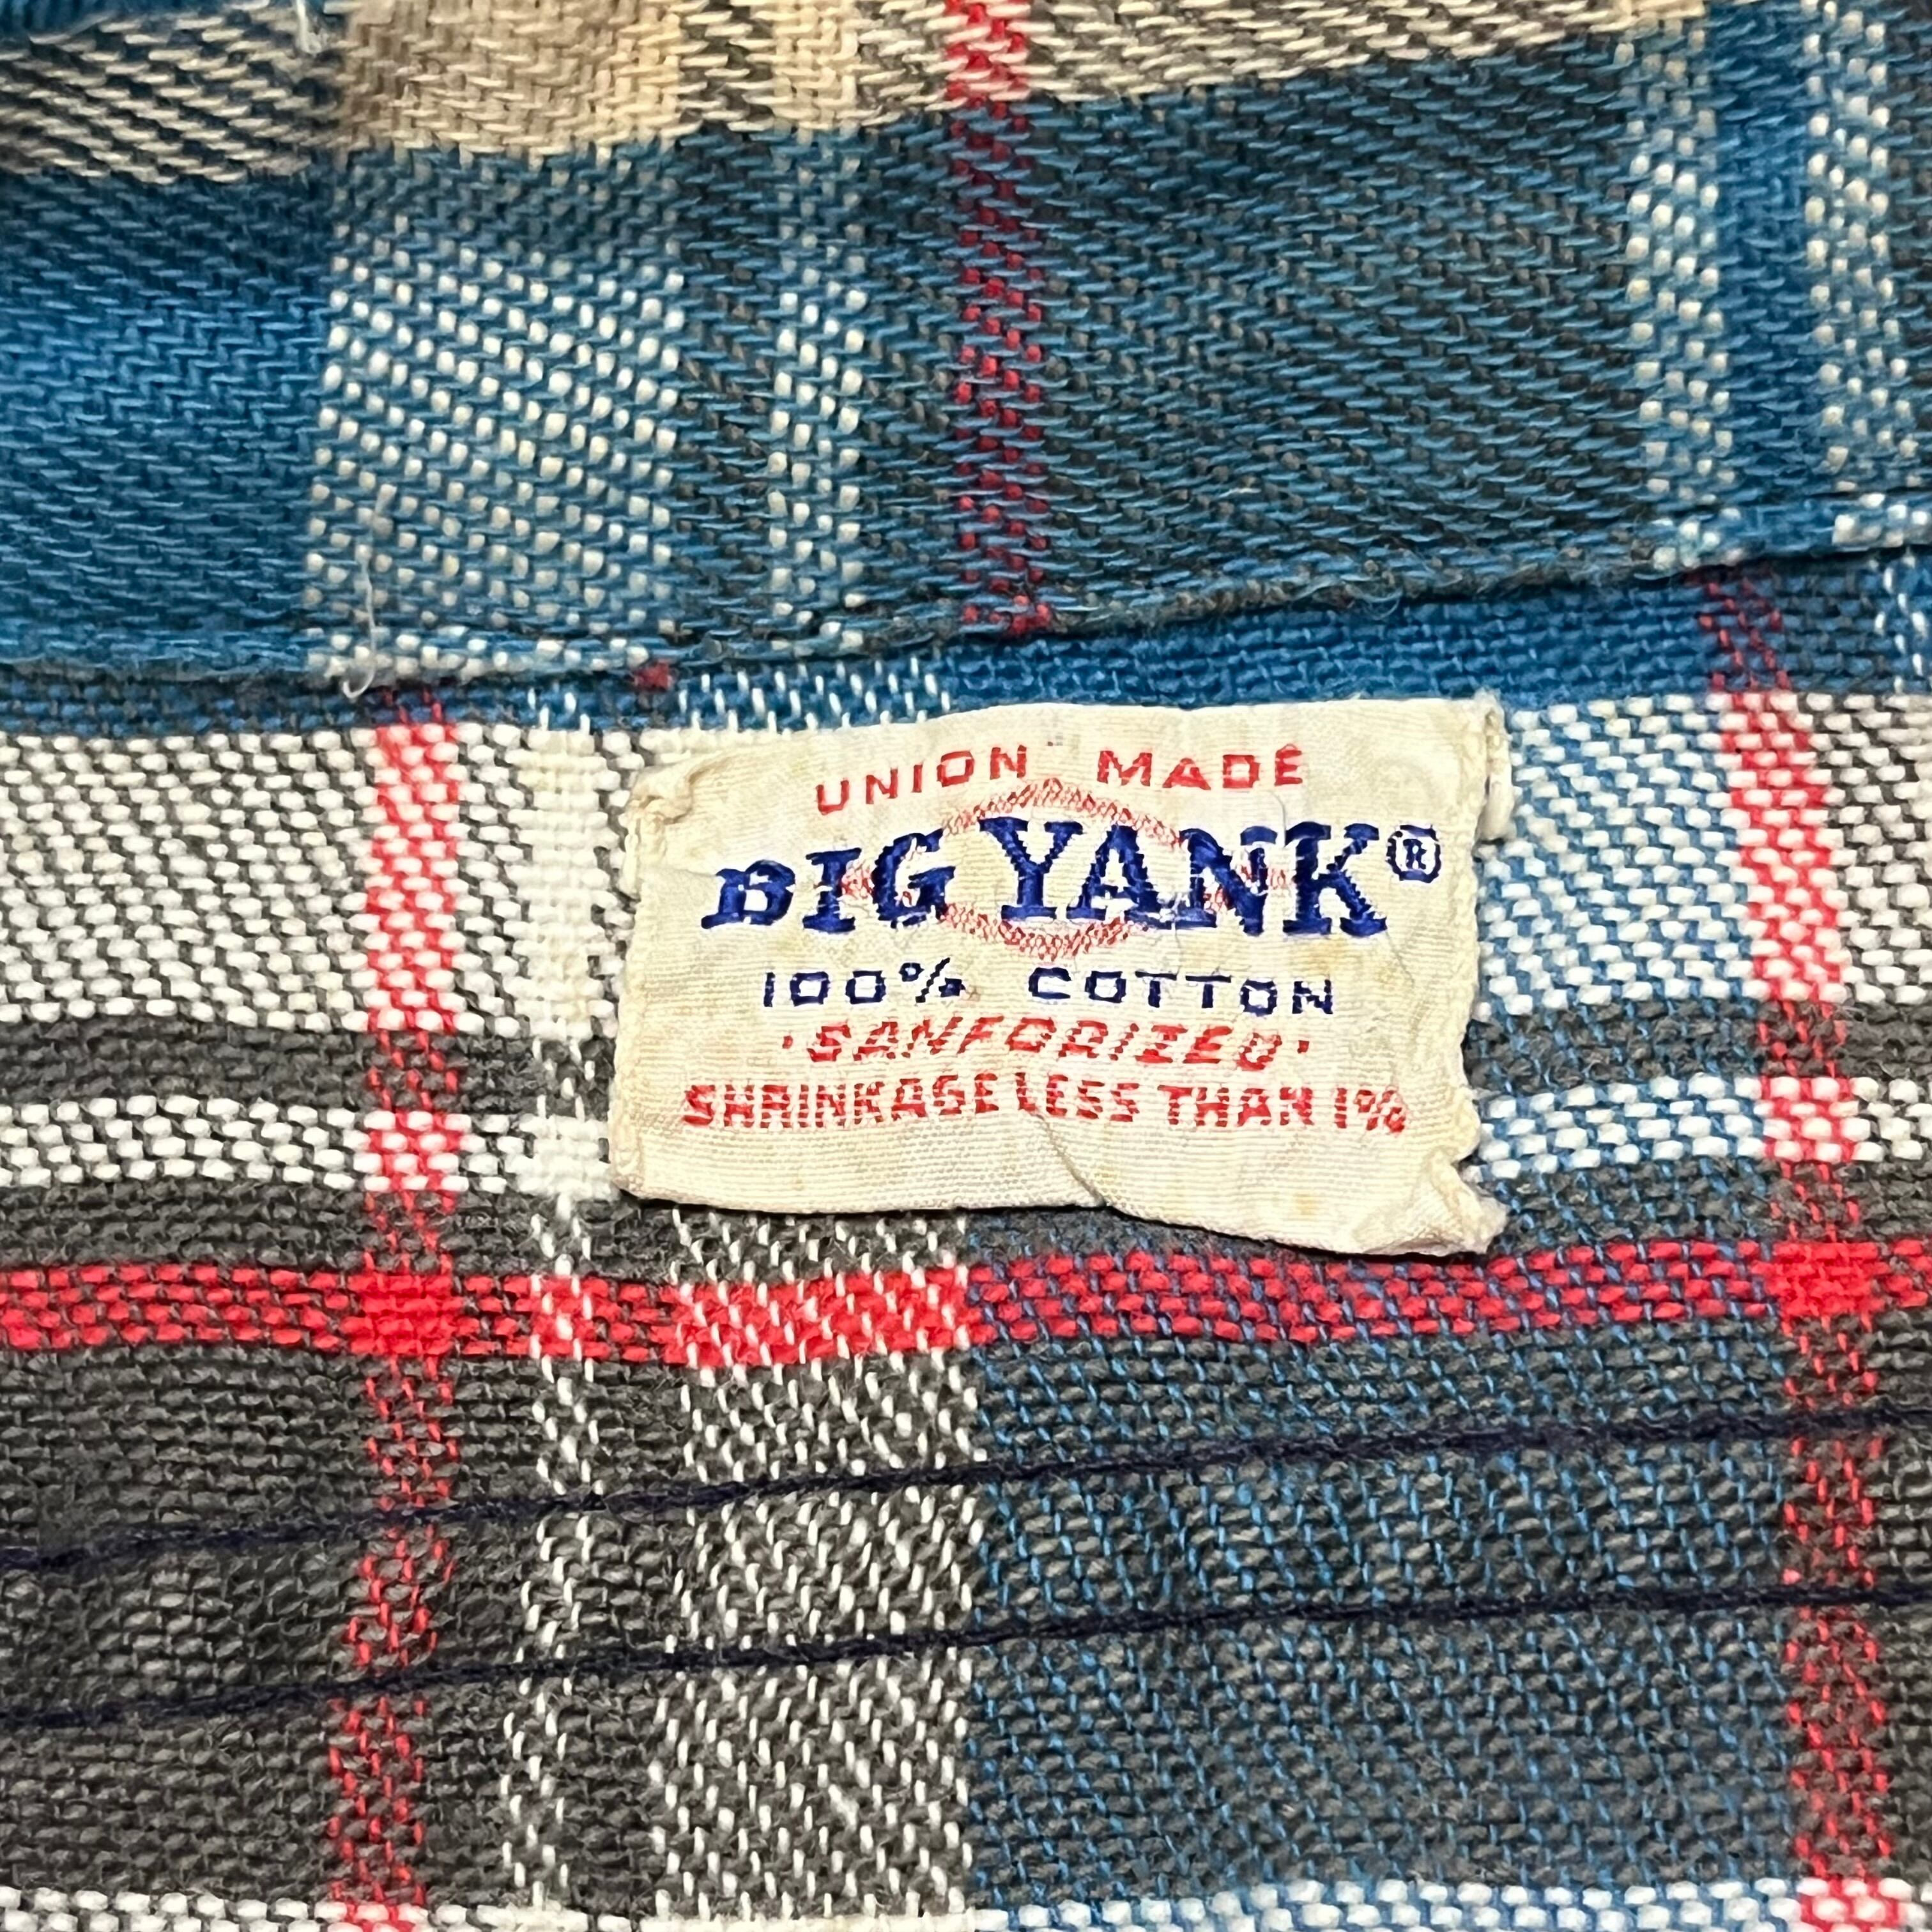 UNION MADE
BIG YANK®
100% COTTON
·SANFORIZED·
SHRINKAGE LESS THAN 1%